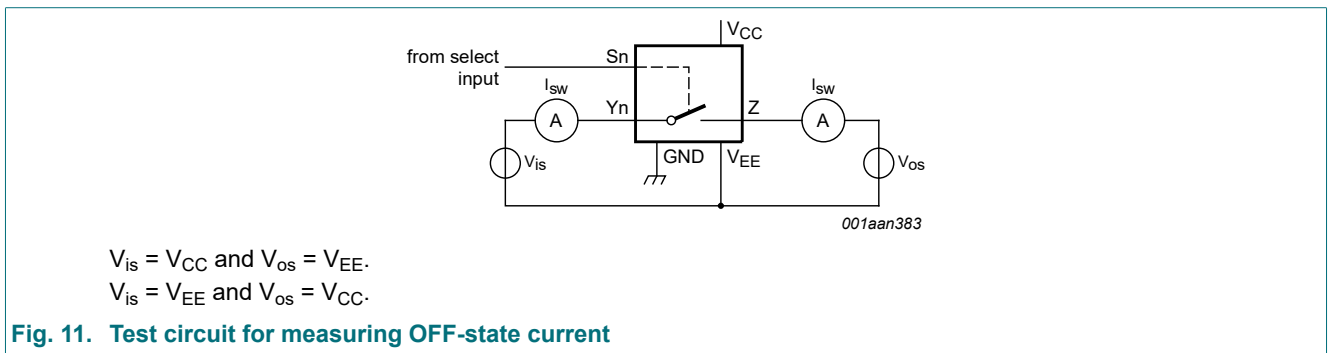 VCC
from select
input
Sn
Isw
Yn
Z
Isw
A
A
Vis
GND
VEE
Vos
001aan383
Vis = VCC and Vos = VEE.
Vis = VEE and Vos = VCC.
Fig. 11. Test circuit for measuring OFF-state current